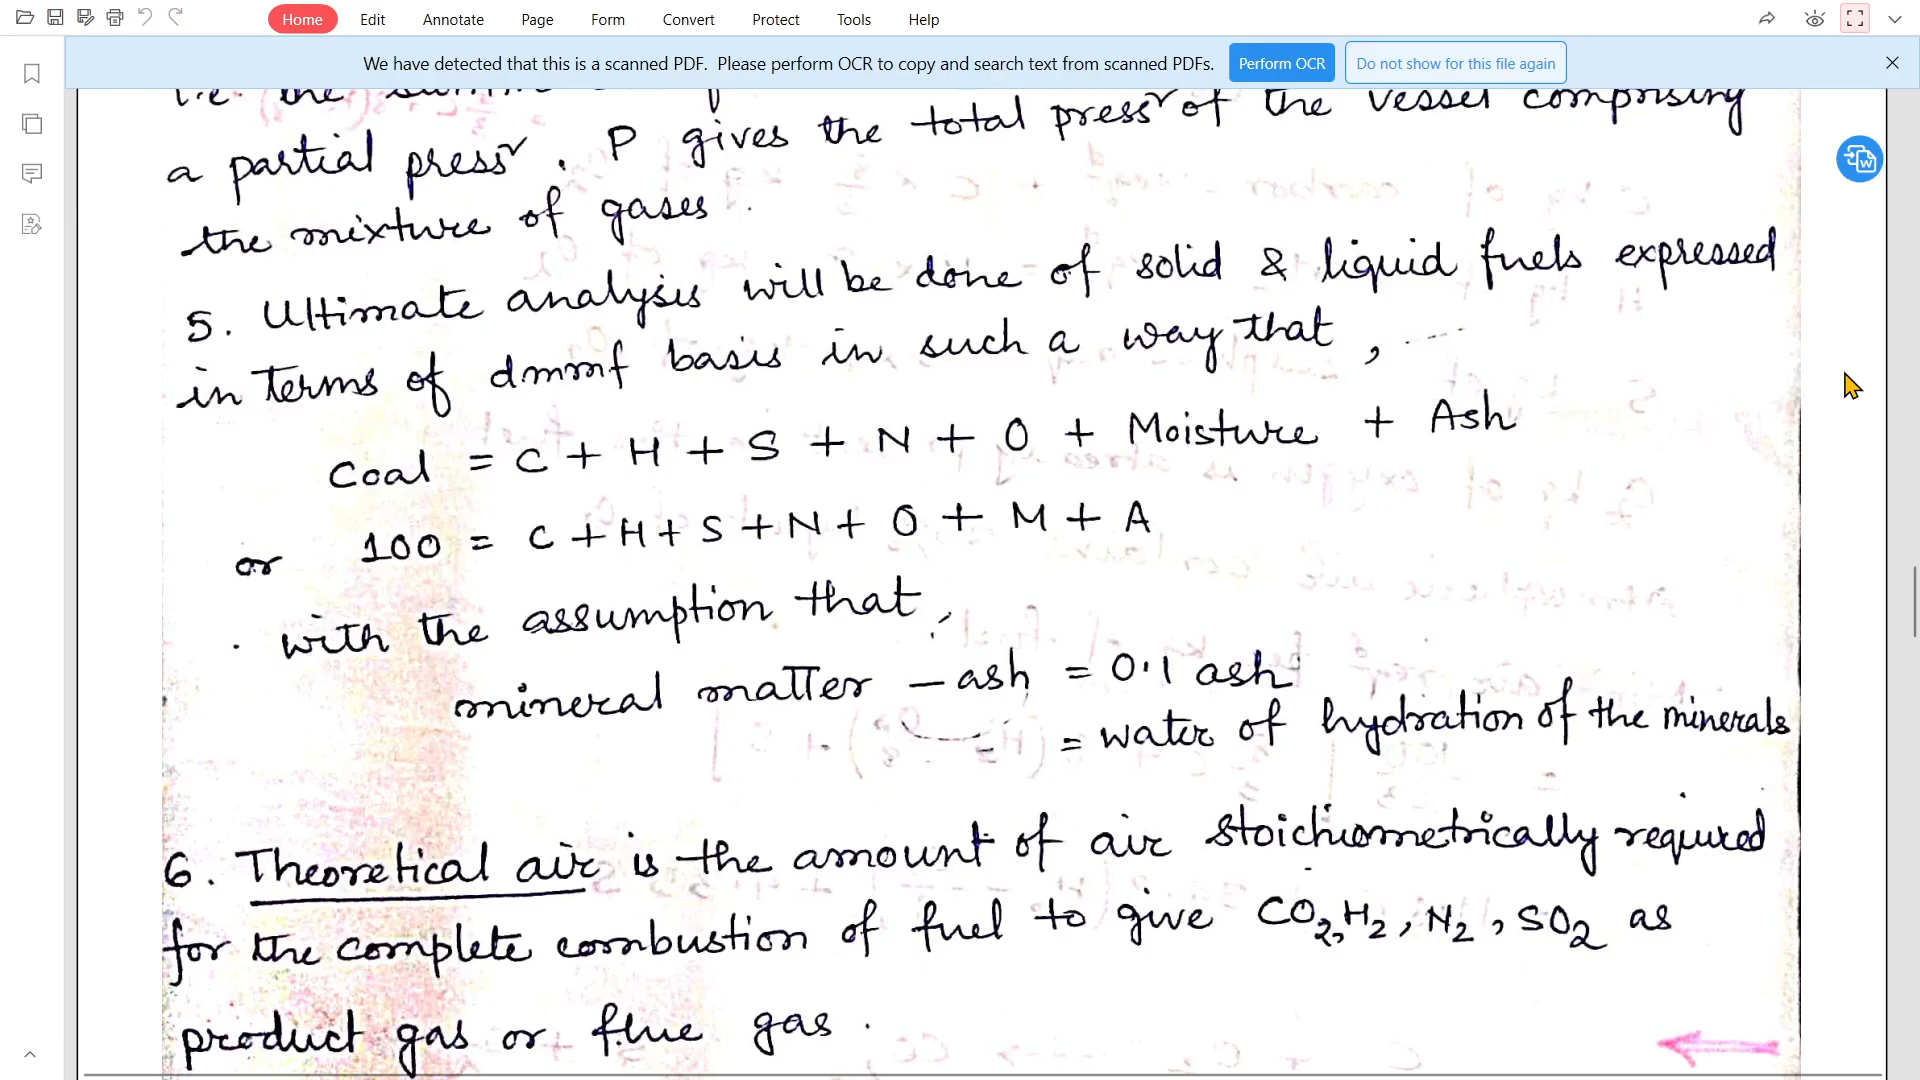 Home Edit Annotate Page Form Convert Protect Tools Help
We have detected that this is a scanned PDF. Please perform OCR to copy and search text from scanned PDFs. Perform OCR Do not show for this file again
i.e. the of the vessel comprising
a partial pressr. P gives the total pressr of
the mixture of gases.
5. Ultimate analysis will be done of solid & liquid fuels expressed
in terms of dmmf basis in such a way that,
Coal = C + H + S + N + O + Moisture + Ash
or 100 = C + H + S + N + O + M + A
with the assumption that,
mineral matter - ash = 0.1 ash
= water of hydration of the minerals
6. Theoretical air is the amount of air stoichiometrically required
for the complete combustion of fuel to give CO2, H2, N2, SO2 as
product gas or flue gas.